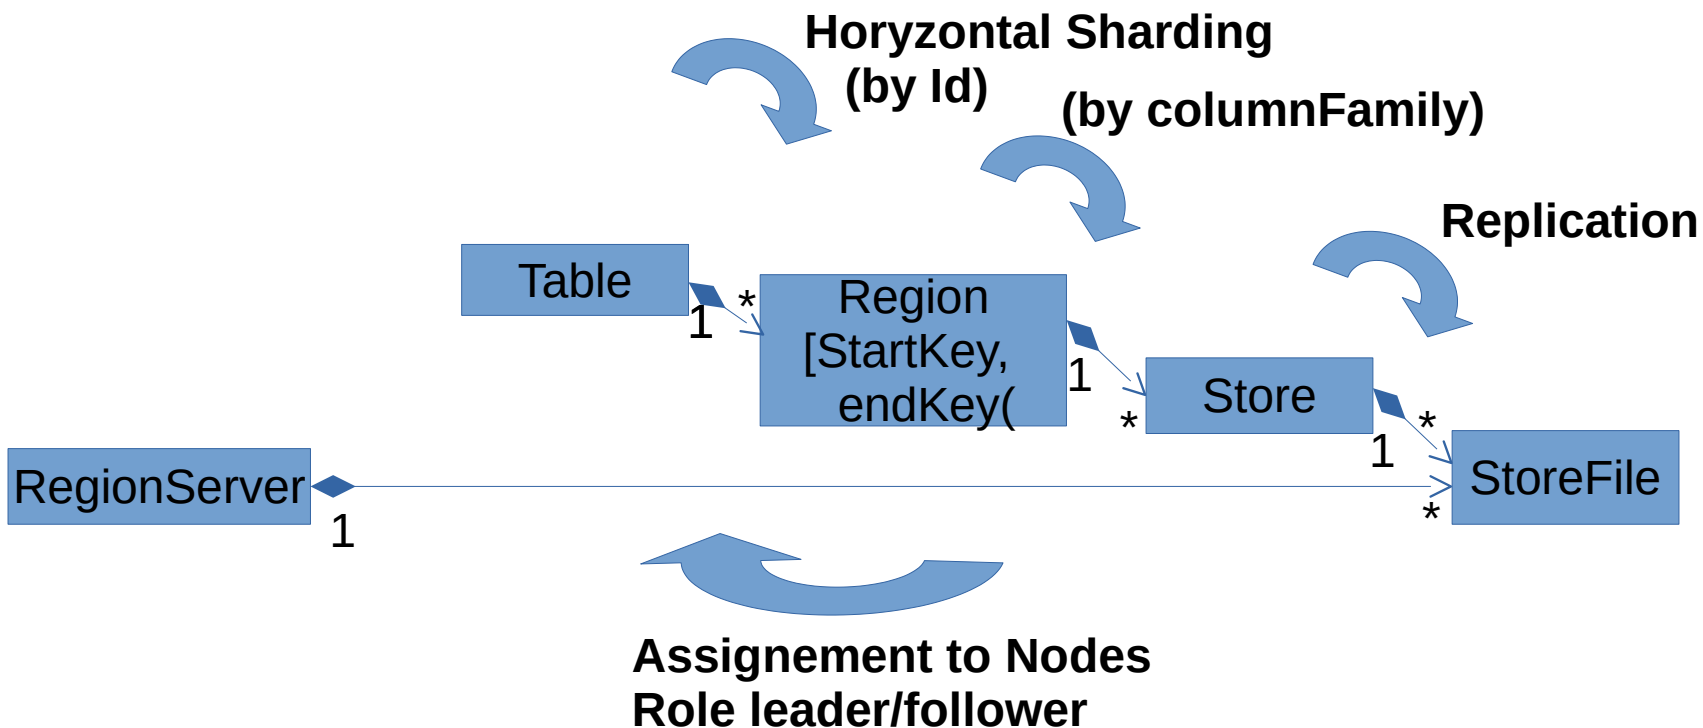 Horyzontal Sharding
(by Id)
(by columnFamily)
Replication
Table
1
*
Region
[StartKey,
endKey(
1
*
Store
1
*
StoreFile
RegionServer
1
*
Assignement to Nodes
Role leader/follower